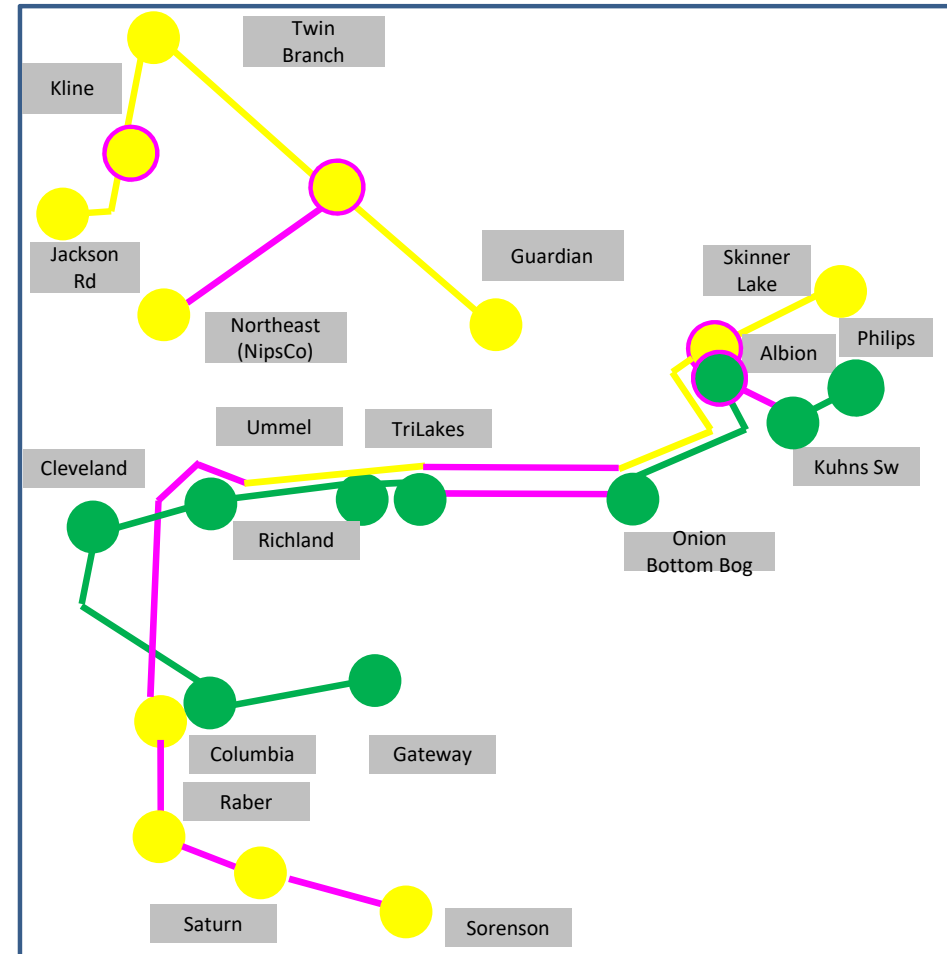 Twin
Branch
Kline
Jackson
Rd
Guardian
Northeast
(NipsCo)
Skinner
Lake
Albion
Philips
Ummel
TriLakes
Cleveland
Kuhns Sw
Richland
Onion
Bottom Bog
Columbia
Gateway
Raber
Saturn
Sorenson